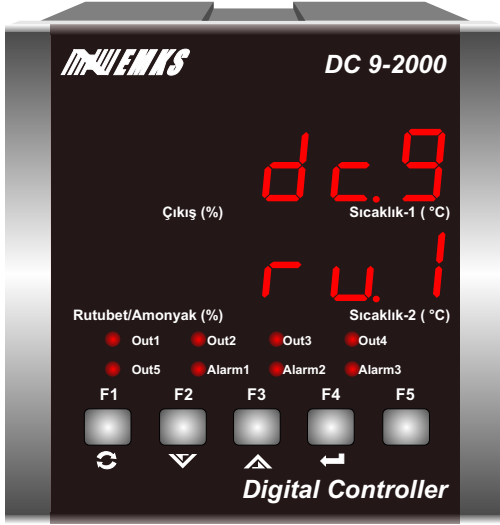 EMKS
DC 9-2000
dc.9
Çıkış (%) Sıcaklık-1 ( °C)
ru.1
Rutubet/Amonyak (%) Sıcaklık-2 ( °C)
Out1 Out2 Out3 Out4
Out5 Alarm1 Alarm2 Alarm3
F1 F2 F3 F4 F5
Digital Controller